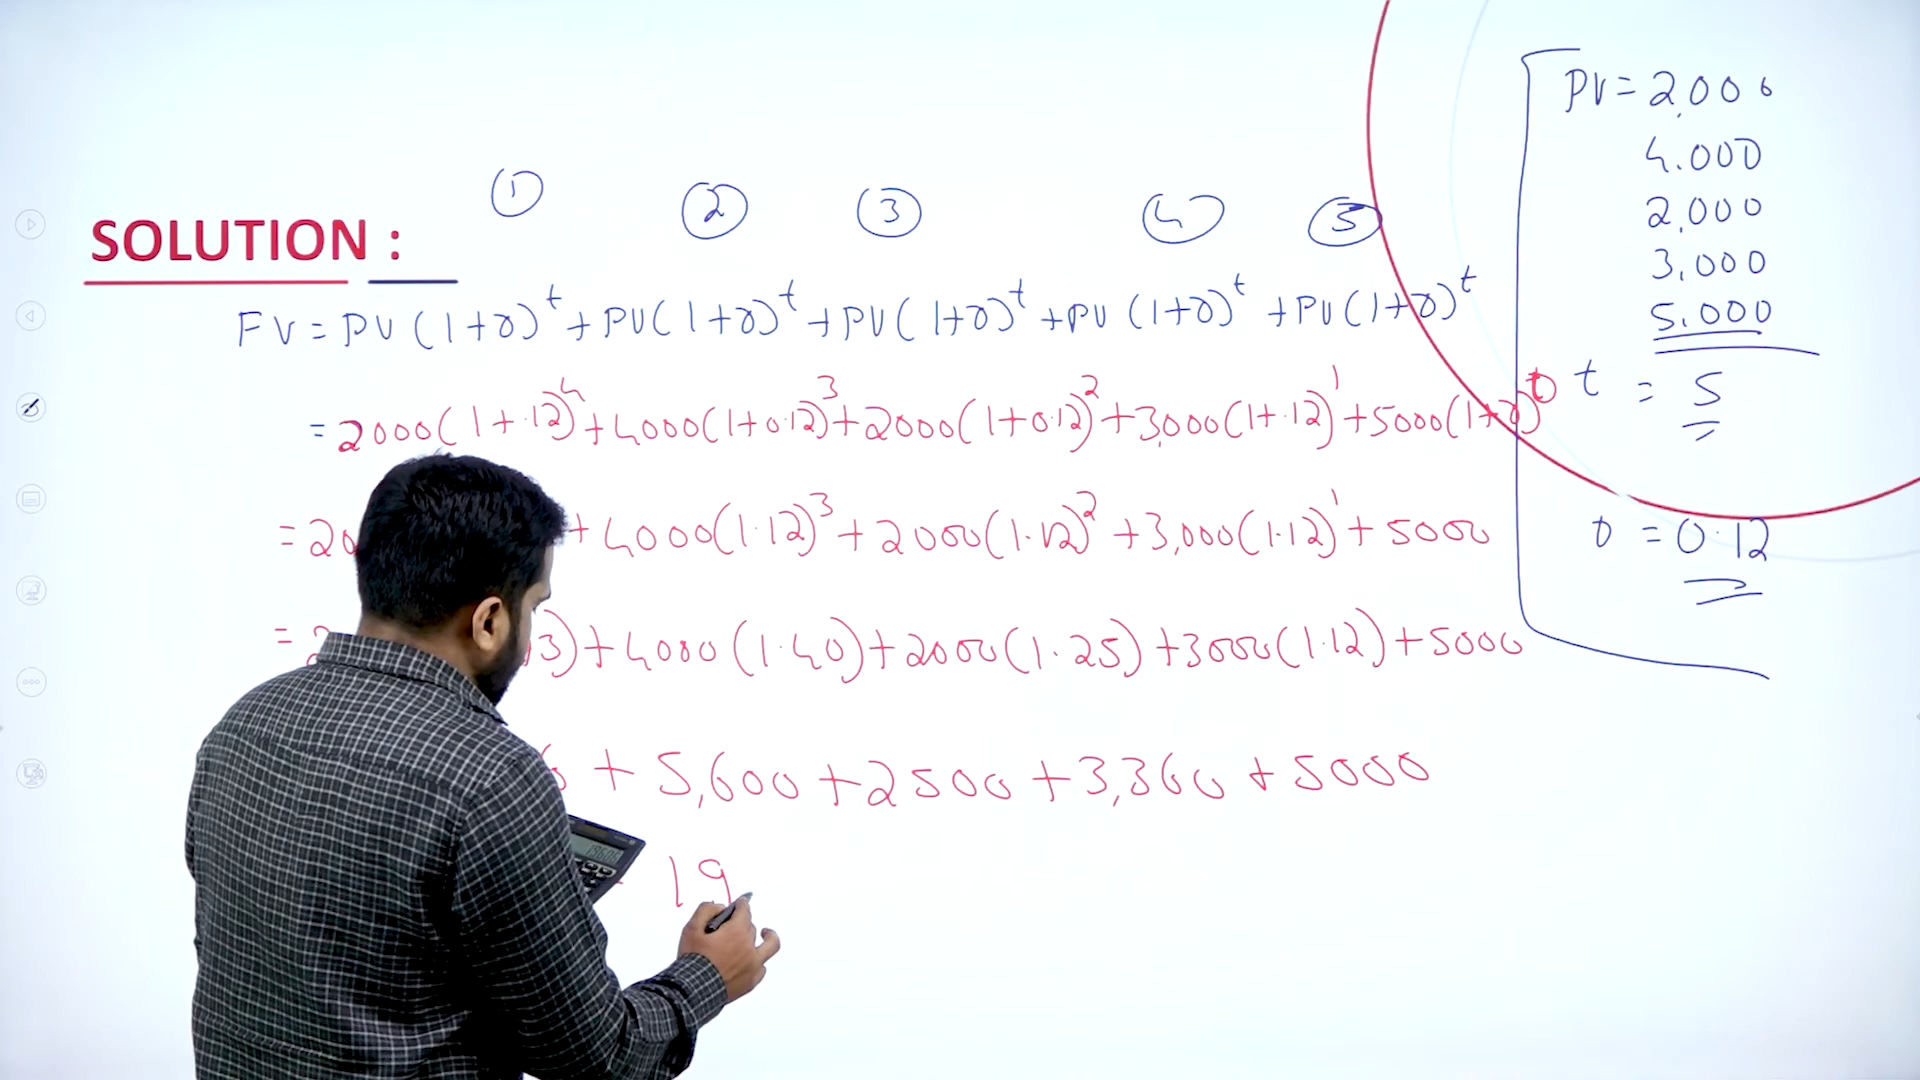 ① ② ③ ④ ⑤
SOLUTION :
FV = PV (1+r)^t + PV (1+r)^t + PV (1+r)^t + PV (1+r)^t + PV (1+r)^t
= 2000 (1+.12)^4 + 4000 (1+0.12)^3 + 2000 (1+0.12)^2 + 3,000 (1+.12)^1 + 5000 (1+r)^0
= 20 + 4000 (1.12)^3 + 2000 (1.12)^2 + 3,000 (1.12)^1 + 5000
= 2 3) + 4000 (1.40) + 2000 (1.25) + 3000 (1.12) + 5000
+ 5,600 + 2500 + 3,360 + 5000
19
PV = 2,000
4,000
2,000
3,000
5,000
t = 5
r = 0.12